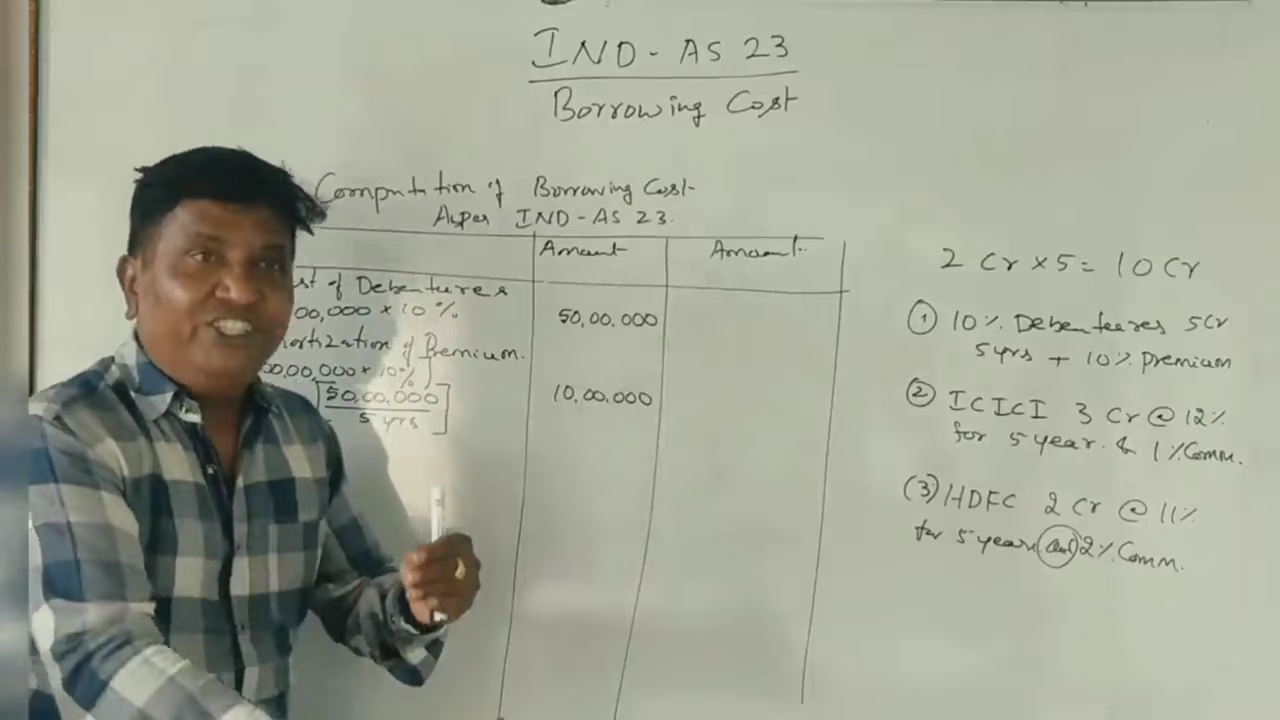 IND-AS 23
Borrowing Cost
Computation of Borrowing Cost
As per IND-AS 23.
Amount Amount
st of Debentures
00,000 x 10%
50,00,000
ortization of Premium.
00,00,000 x 10%
50,00,000
5 yrs
10,00,000
2 Cr x 5 = 10 Cr
① 10% Debentures 5Cr
5yrs + 10% Premium
② ICICI 3 Cr @ 12%
for 5 year. & 1% Comm.
(3) HDFC 2 Cr @ 11%
for 5 year and 2% Comm.